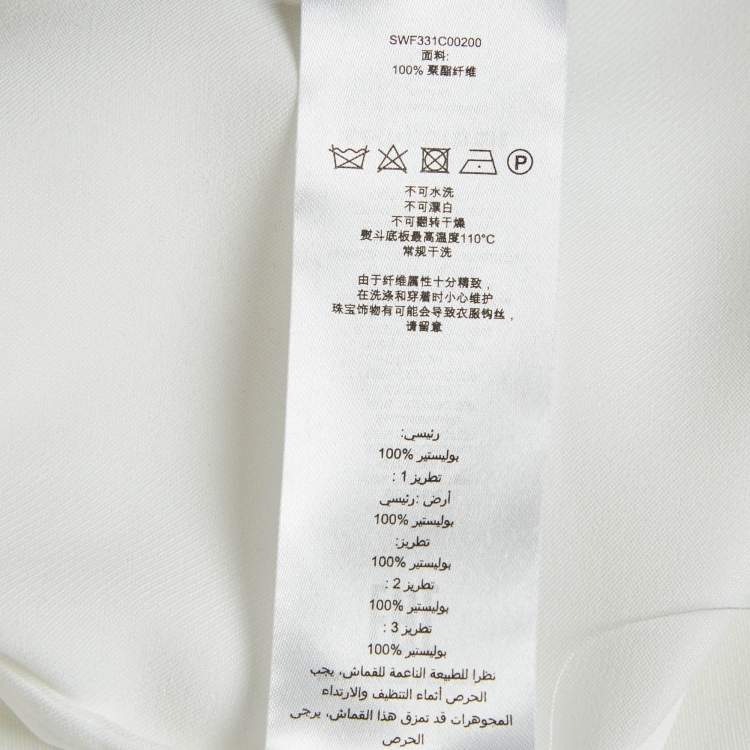 SWF331C00200
面料:
100% 聚酯纤维
P
不可水洗
不可漂白
不可翻转干燥
熨斗底板最高温度110°C
常规干洗
由于纤维属性十分精致,
在洗涤和穿着时小心维护
珠宝饰物有可能会导致衣服钩丝,
请留意
رئيسي:
بوليستير %100
تطريز 1 :
أرض :رئيسي
بوليستير %100
تطريز:
بوليستير %100
تطريز 2 :
بوليستير %100
تطريز 3 :
بوليستير %100
نظرا للطبيعة الناعمة للقماش، يجب
الحرص أثماء التنظيف والارتداء
المجوهرات قد تمزق هذا القماش، يرجى
الحرص